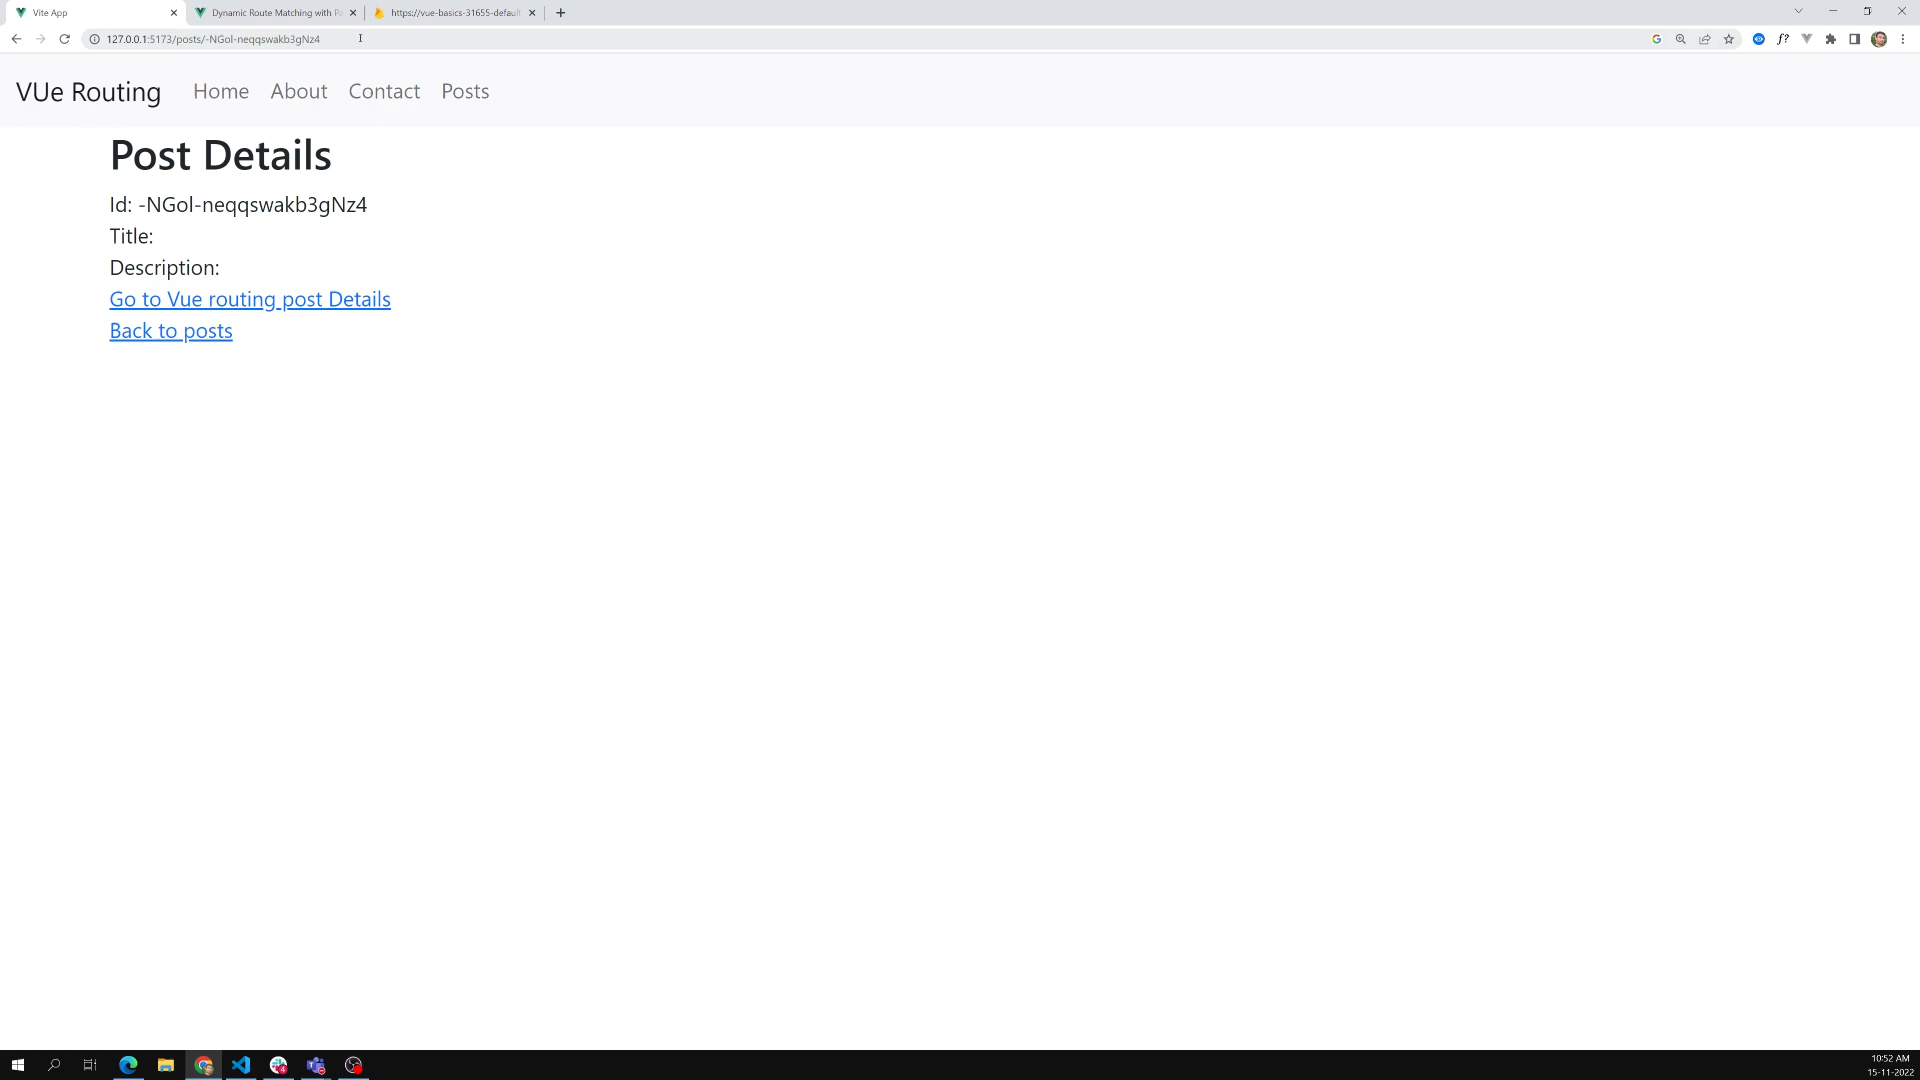 Vite App
Dynamic Route Matching with Pa
https://vue-basics-31655-default
127.0.0.1:5173/posts/-NGol-neqqswakb3gNz4
VUe Routing
Home
About
Contact
Posts
Post Details
Id: -NGol-neqqswakb3gNz4
Title:
Description:
Go to Vue routing post Details
Back to posts
10:52 AM
15-11-2022